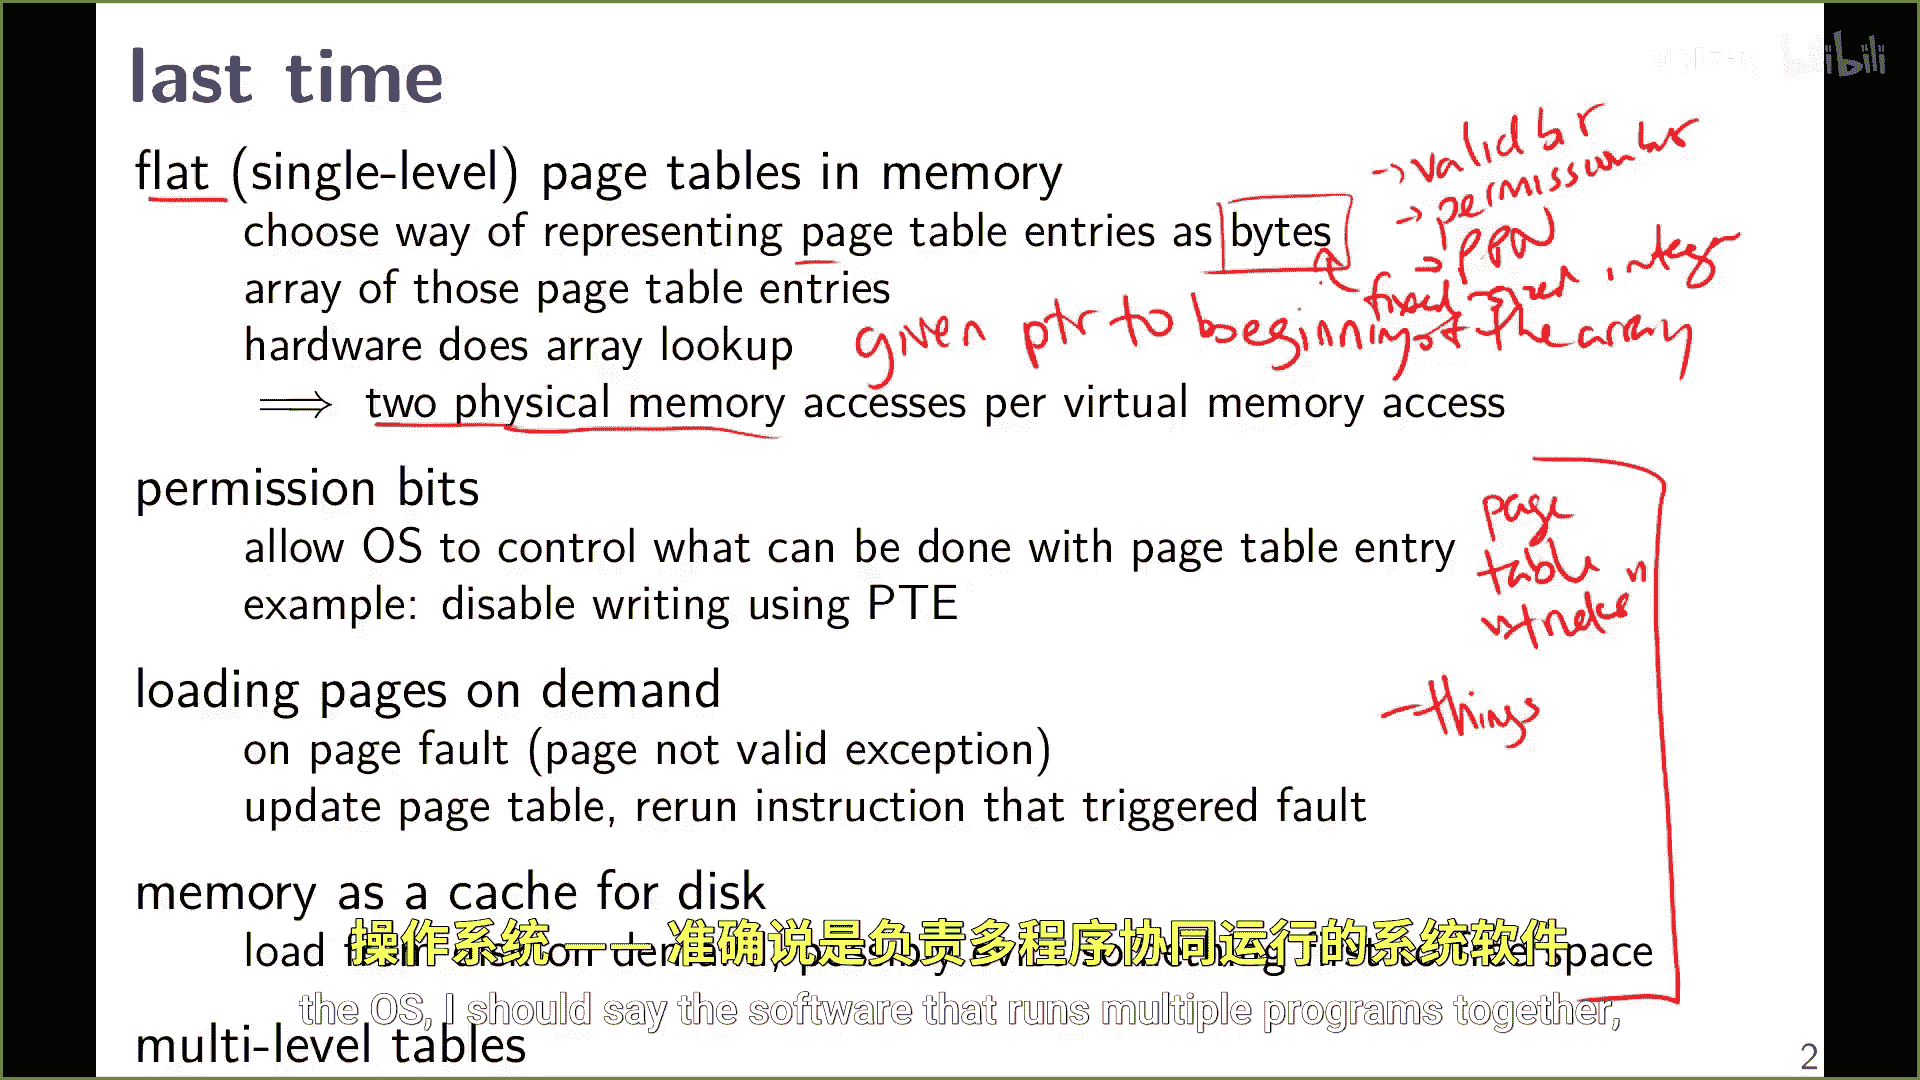 last time
flat (single-level) page tables in memory
choose way of representing page table entries as bytes
array of those page table entries
hardware does array lookup
⟹ two physical memory accesses per virtual memory access
→ valid bit
→ permission bit
→ PPN
fixed-sized integer
given ptr to beginning of the array
permission bits
allow OS to control what can be done with page table entry
example: disable writing using PTE
page
table
-things
loading pages on demand
on page fault (page not valid exception)
update page table, rerun instruction that triggered fault
memory as a cache for disk
load on demand, space
操作系统——准确说是负责多程序协同运行的系统软件
the OS, I should say the software that runs multiple programs together,
multi-level tables
2
bilibili